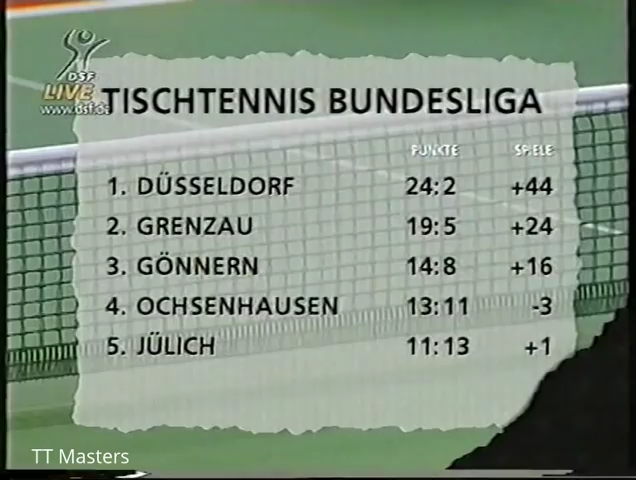 DSF
LIVE
www.dsf.de
TISCHTENNIS BUNDESLIGA
PUNKTE SPIELE
1. DÜSSELDORF 24:2 +44
2. GRENZAU 19:5 +24
3. GÖNNERN 14:8 +16
4. OCHSENHAUSEN 13:11 -3
5. JÜLICH 11:13 +1
TT Masters